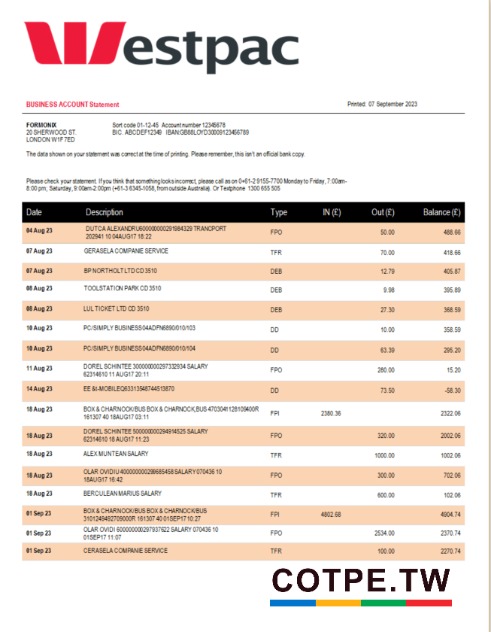 Westpac
BUSINESS ACCOUNT Statement
Printed: 07 September 2023
FORMONIX
20 SHERWOOD ST.
LONDON W1F 7ED
Sort code 01-12-45 Account number 12345678
BIC. ABCDEF12349 IBAN:GB88LOYD3009123456789
The data shown on your statement was correct at the time of printing. Please remember, this isn't an official bank copy.
Please check your statement. If you think that something looks incorrect, please call as on 0+61-2 9155-7700 Monday to Friday, 7:00am-
8:00 pm, Saturday, 9:00am-2:00pm (+61-3 6345-1058, from outside Australia). Or Textphone 1300 655 505
Date Description Type IN (£) Out (£) Balance (£)
04 Aug 23 DUTCA ALEXANDRU TRANCPORT
202941 10 04AUG17 18:22 FPO 50.00 488.66
07 Aug 23 GERASELA COMPANIE SERVICE TFR 70.00 418.66
07 Aug 23 BP NORTHOLT LTD CD 3510 DEB 12.79 405.87
08 Aug 23 TOOLSTATION PARK CD 3510 DEB 9.98 395.89
08 Aug 23 LUL TICKET LTD CD 3510 DEB 27.30 368.59
10 Aug 23 PC/SIMPLY BUSINESS 04ADFN6890/010/103 DD 10.00 358.59
10 Aug 23 PC/SIMPLY BUSINESS 04ADFN6890/010/104 DD 63.39 295.20
11 Aug 23 DOREL SCHINTEE 300000000297332934 SALARY
62314610 11 AUG17 20:11 FPO 280.00 15.20
14 Aug 23 EE &t-MOBILEQ63313548744513870 DD 73.50 -58.30
18 Aug 23 BOX & CHARNOCK/BUS BOX & CHARNOCK,BUS 4703041128109400R
161307 40 18AUG17 03:11 FPI 2380.36 2322.06
18 Aug 23 DOREL SCHINTEE 500000000294914525 SALARY
62314610 18 AUG17 11:23 FPO 320.00 2002.06
18 Aug 23 ALEX MUNTEAN SALARY TFR 1000.00 1002.06
18 Aug 23 OLAR OVIDIU 400000000298685458 SALARY 070436 10
18AUG17 16:42 FPO 300.00 702.06
18 Aug 23 BERCULEAN MARIUS SALARY TFR 600.00 102.06
01 Sep 23 BOX & CHARNOCK/BUS BOX & CHARNOCK/BUS
3101249492709000R 161307 40 01SEP17 10:27 FPI 4802.68 4904.74
01 Sep 23 OLAR OVIDI 600000000297937622 SALARY 070436 10
01SEP17 11:07 FPO 2534.00 2370.74
01 Sep 23 CERASELA COMPANIE SERVICE TFR 100.00 2270.74
COTPE.TW